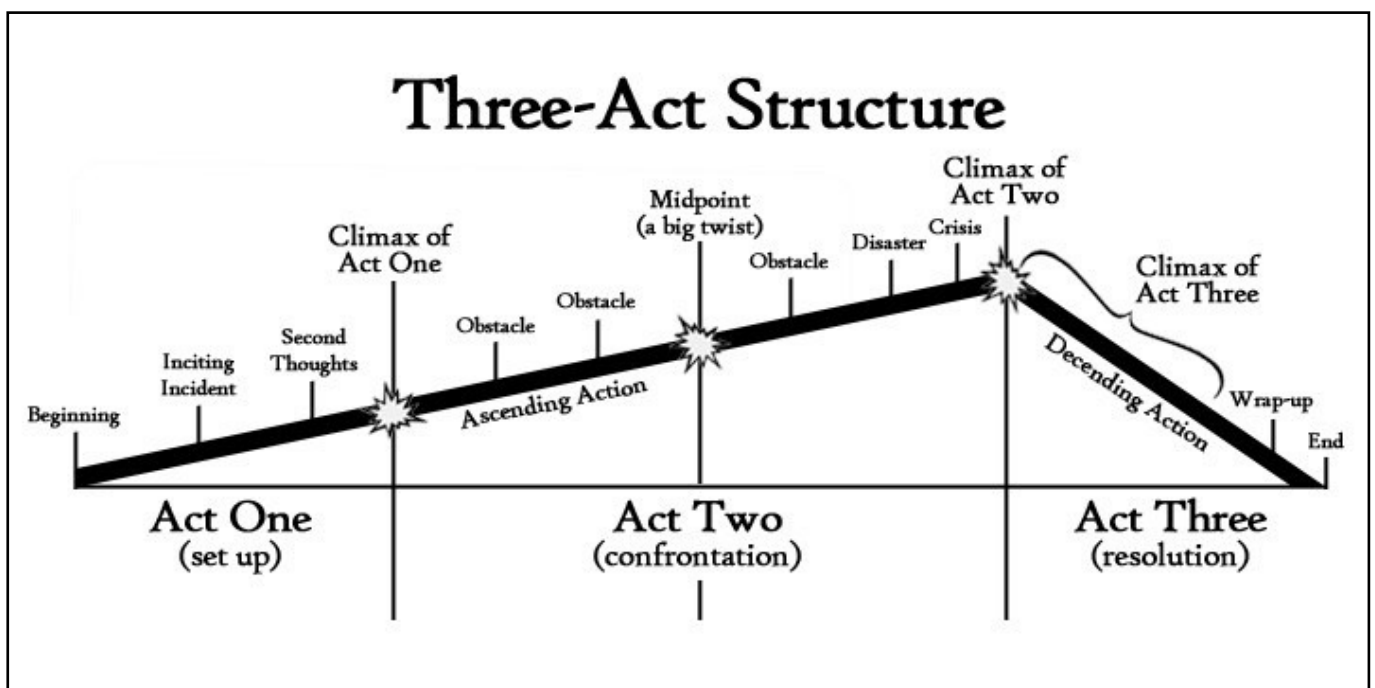 Three-Act Structure
Beginning
Inciting
Incident
Second
Thoughts
Climax of
Act One
Obstacle
Obstacle
Ascending Action
Midpoint
(a big twist)
Obstacle
Disaster
Crisis
Climax of
Act Two
Climax of
Act Three
Decending Action
Wrap-up
End
Act One
(set up)
Act Two
(confrontation)
Act Three
(resolution)